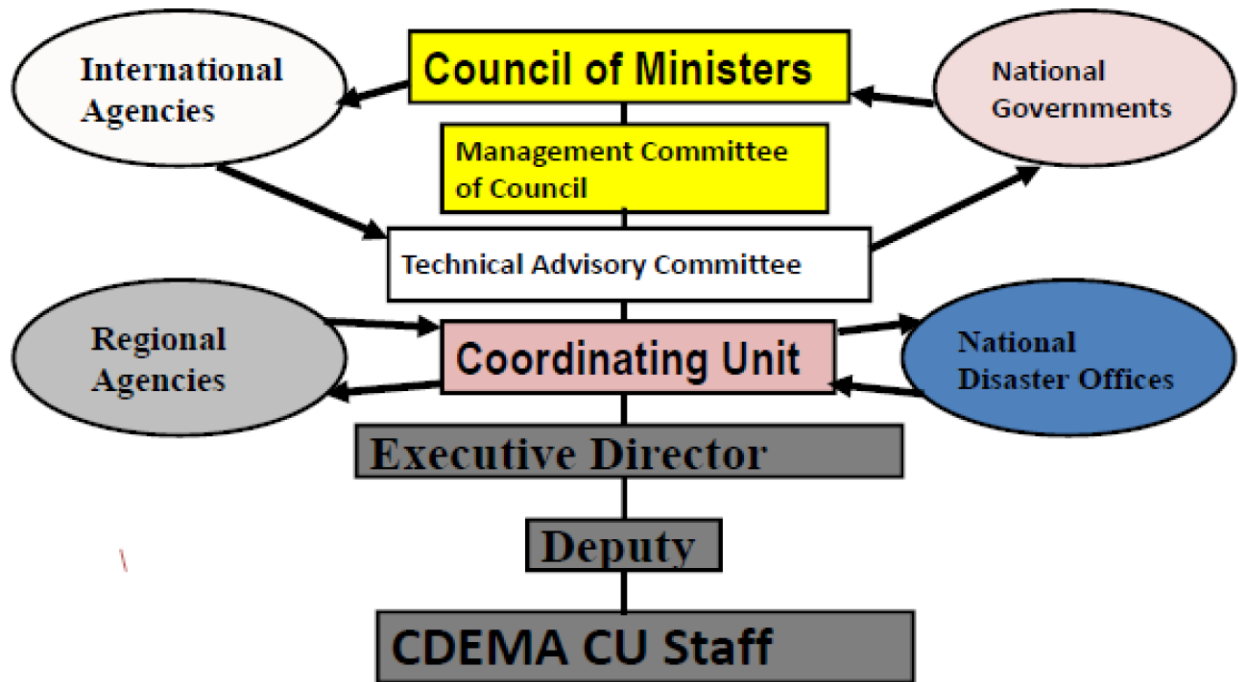 International
Agencies
Council of Ministers
National
Governments
Management Committee
of Council
Technical Advisory Committee
Regional
Agencies
Coordinating Unit
National
Disaster Offices
Executive Director
Deputy
CDEMA CU Staff